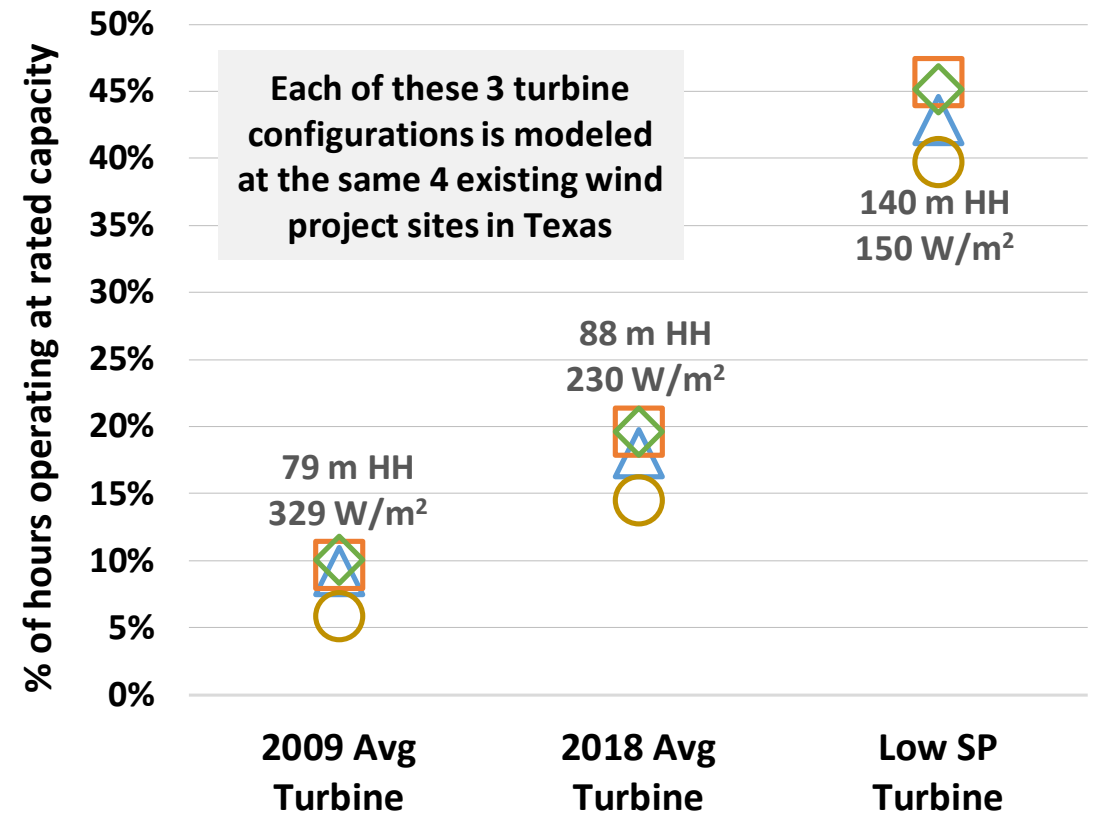 % of hours operating at rated capacity
50%
45%
40%
35%
30%
25%
20%
15%
10%
5%
0%
Each of these 3 turbine
configurations is modeled
at the same 4 existing wind
project sites in Texas
79 m HH
329 W/m²
88 m HH
230 W/m²
140 m HH
150 W/m²
2009 Avg
Turbine
2018 Avg
Turbine
Low SP
Turbine